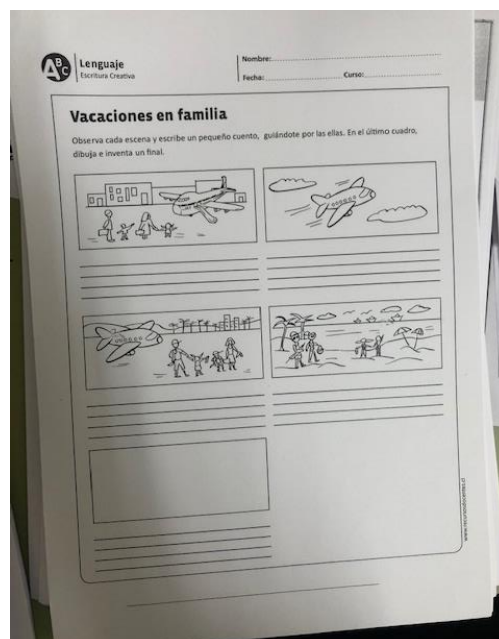 ABC
Lenguaje
Escritura Creativa
Nombre:
Fecha: Curso:
Vacaciones en familia
Observa cada escena y escribe un pequeño cuento, guiándote por las ellas. En el último cuadro,
dibuja e inventa un final.
www.recursosdocentes.cl